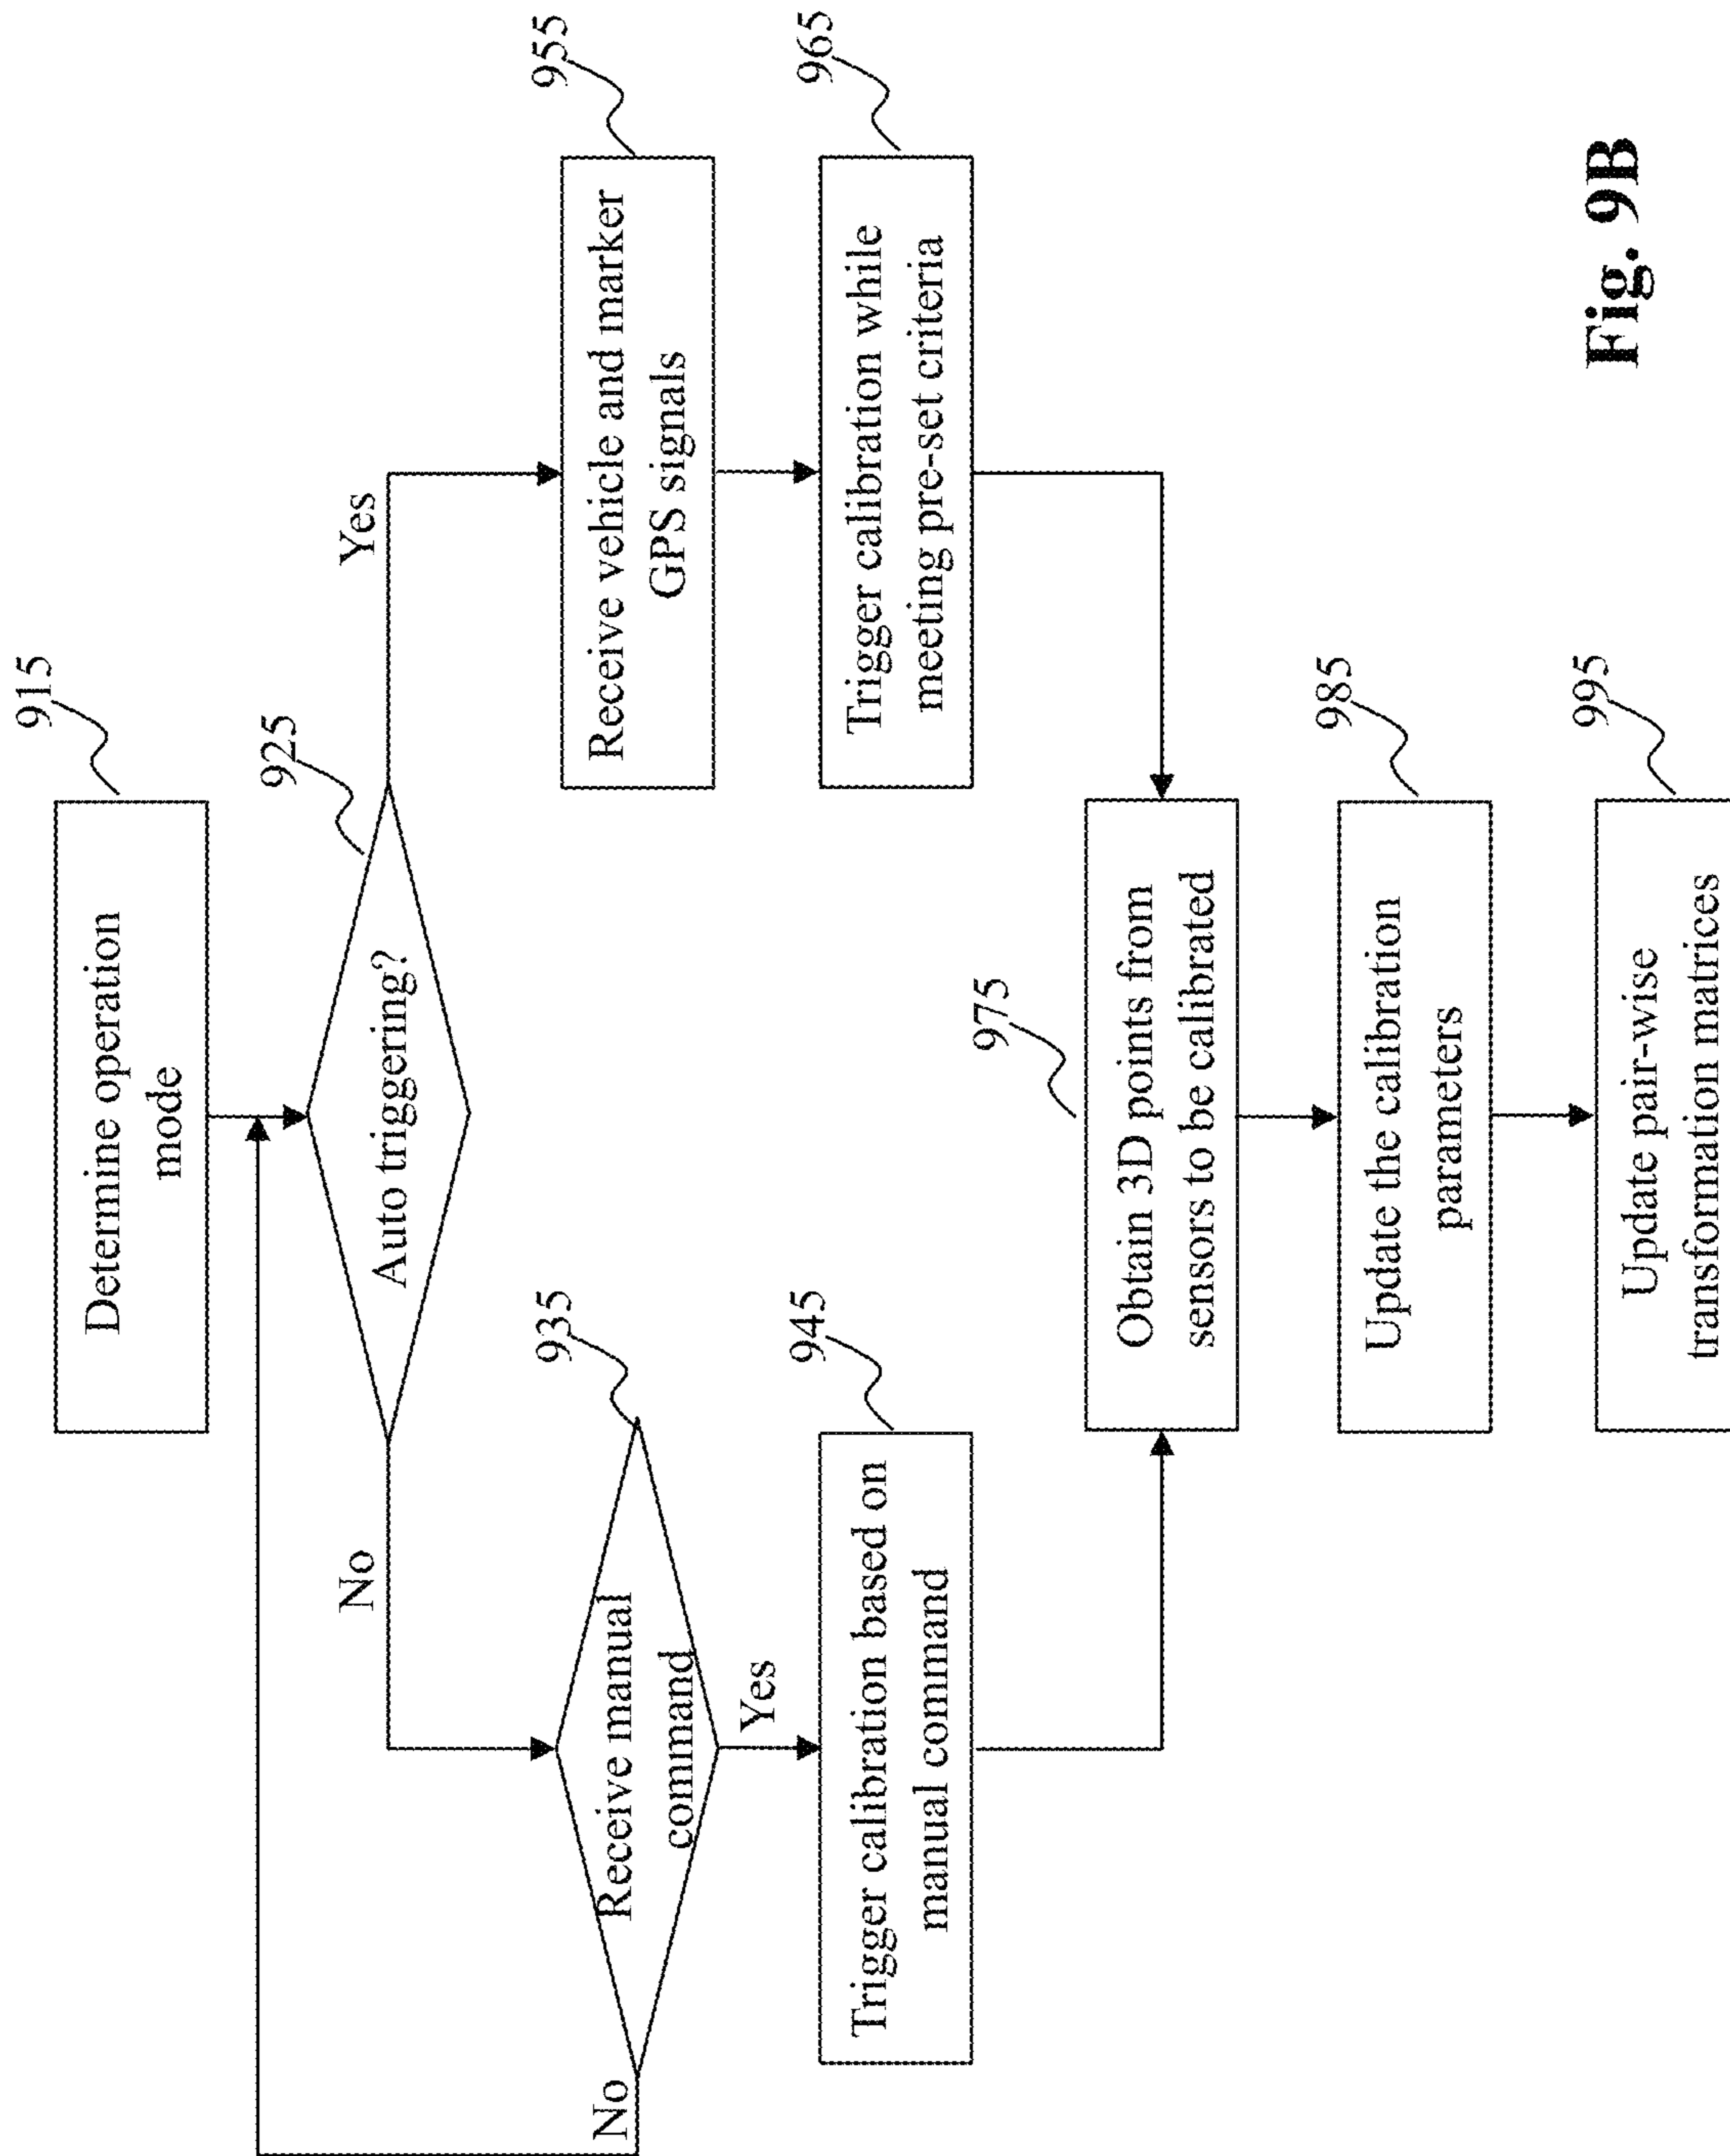 915
Determine operation
mode
925
Auto triggering?
No
Yes
935
Receive manual
command
No
Yes
945
Trigger calibration based on
manual command
955
Receive vehicle and marker
GPS signals
965
Trigger calibration while
meeting pre-set criteria
975
Obtain 3D points from
sensors to be calibrated
985
Update the calibration
parameters
995
Update pair-wise
transformation matrices
Fig. 9B